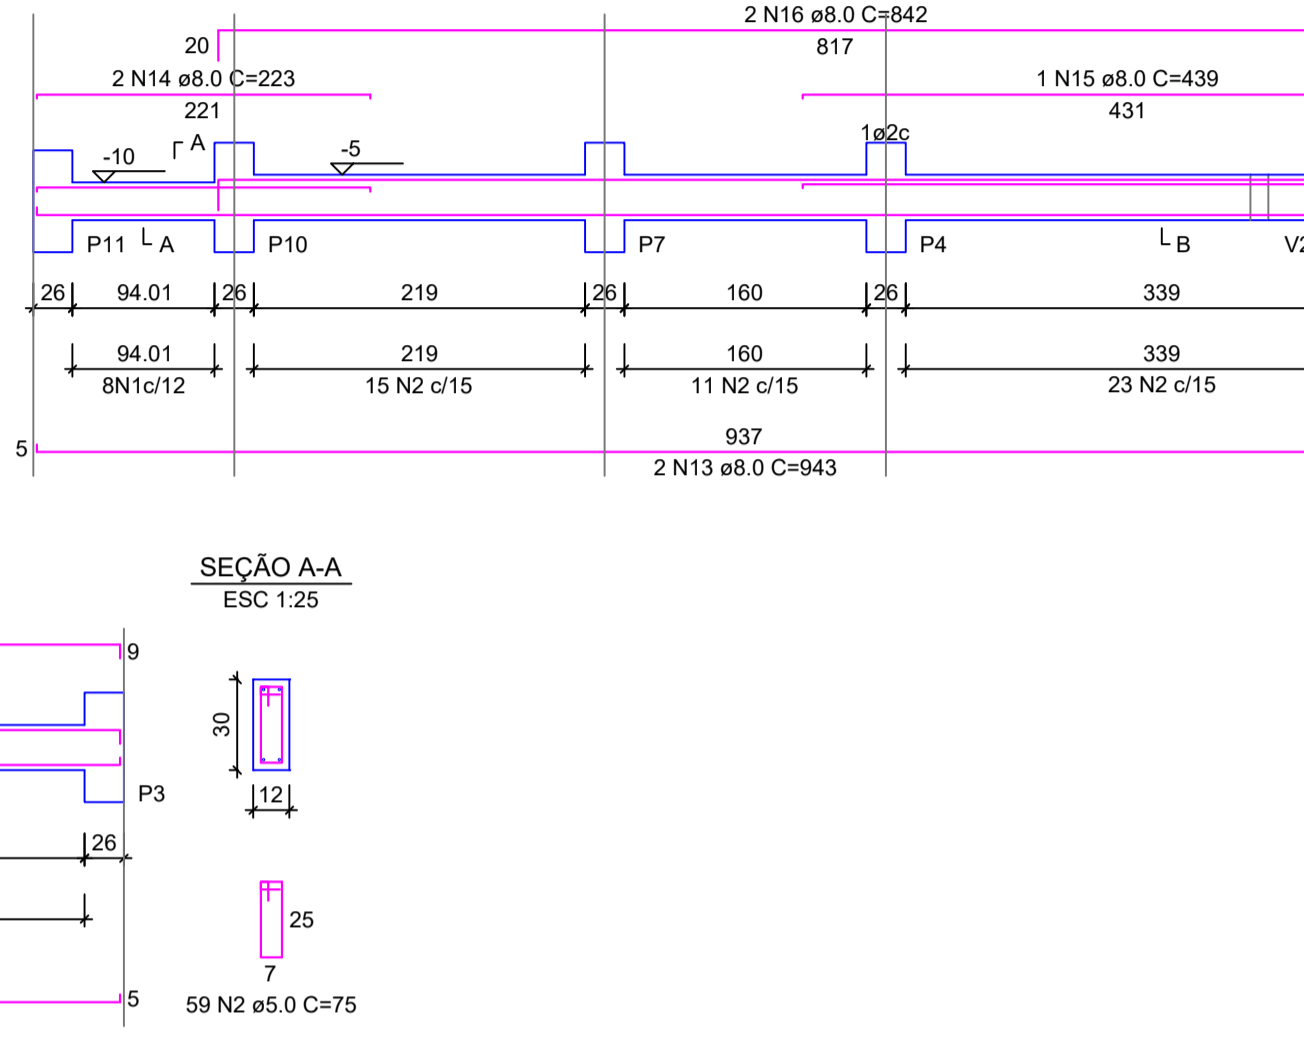 2 N16 ø8.0 C=842
20
817
2 N14 ø8.0 C=223
1 N15 ø8.0 C=439
221
431
1ø2c
A
-10
-5
P11
A
P10
P7
P4
B
V2
26
94.01
26
219
26
160
26
339
94.01
219
160
339
8N1c/12
15 N2 c/15
11 N2 c/15
23 N2 c/15
937
5
2 N13 ø8.0 C=943
SEÇÃO A-A
ESC 1:25
9
30
P3
12
26
25
7
5
59 N2 ø5.0 C=75